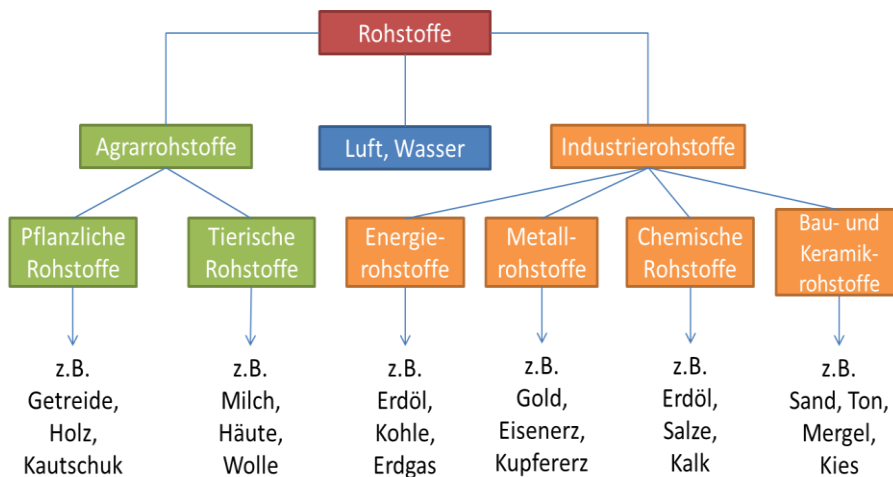 Rohstoffe
Agrarrohstoffe
Luft, Wasser
Industrierohstoffe
Pflanzliche
Rohstoffe
Tierische
Rohstoffe
Energie-
rohstoffe
Metall-
rohstoffe
Chemische
Rohstoffe
Bau- und
Keramik-
rohstoffe
z.B.
Getreide,
Holz,
Kautschuk
z.B.
Milch,
Häute,
Wolle
z.B.
Erdöl,
Kohle,
Erdgas
z.B.
Gold,
Eisenerz,
Kupfererz
z.B.
Erdöl,
Salze,
Kalk
z.B.
Sand, Ton,
Mergel,
Kies